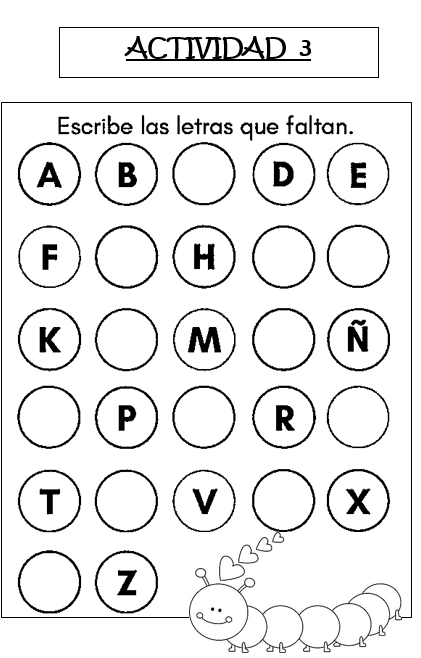 ACTIVIDAD 3
Escribe las letras que faltan.
A B D E
F H
K M Ñ
P R
T V X
Z